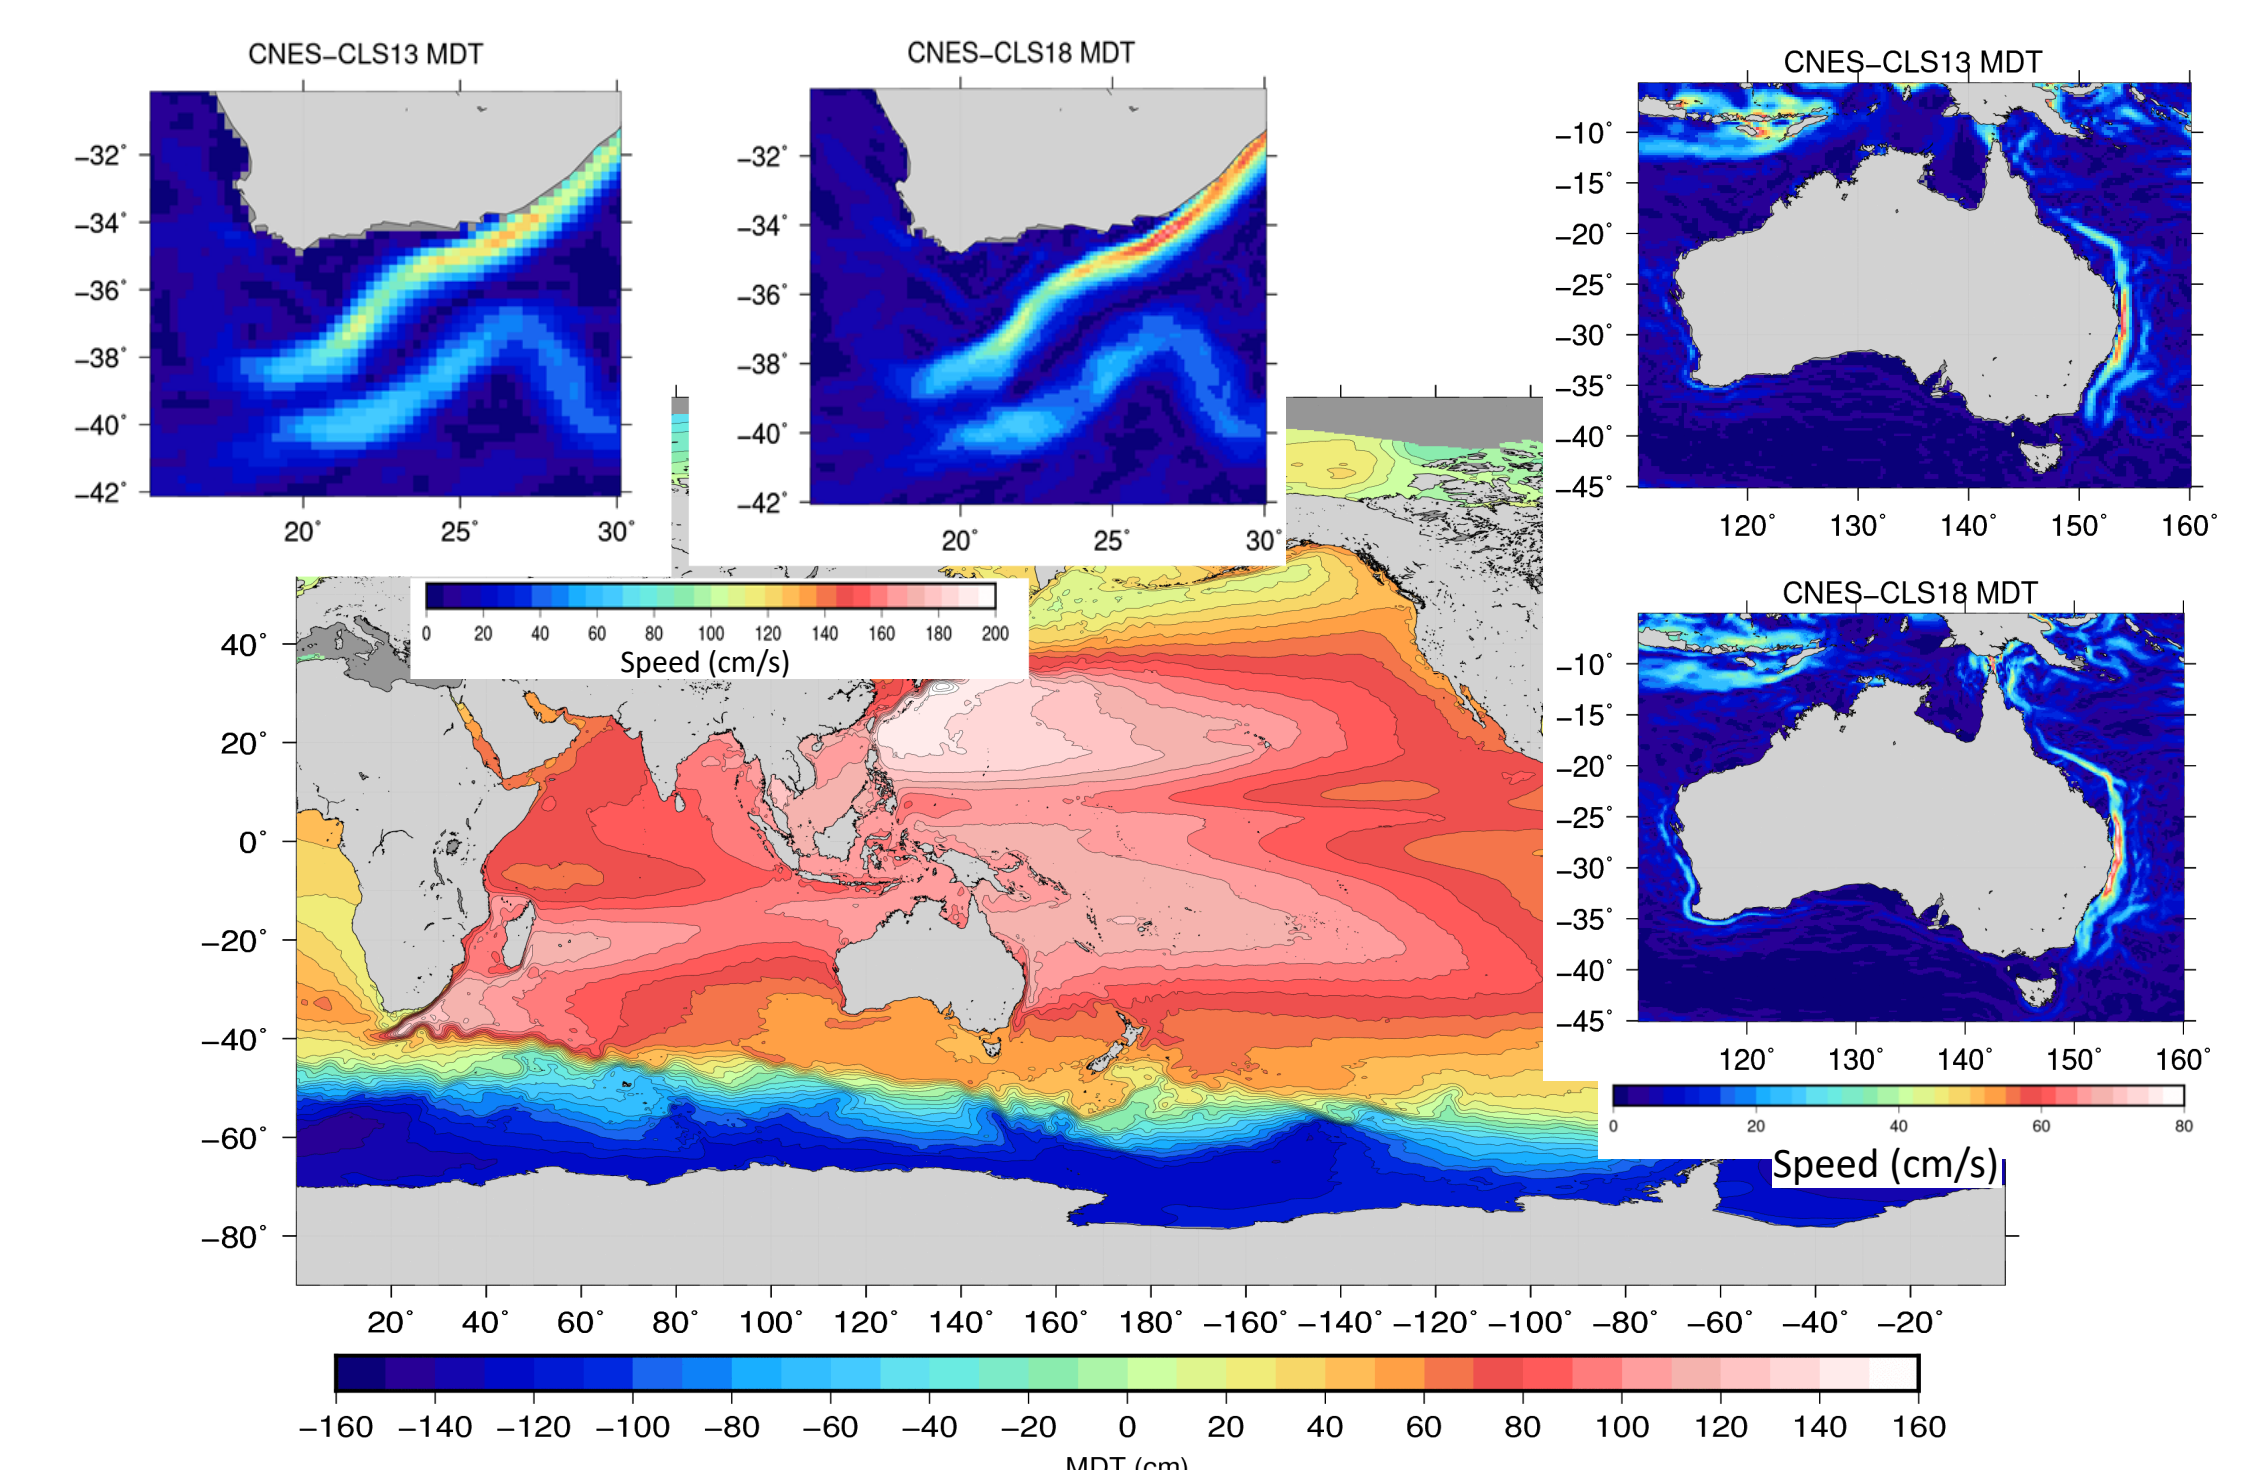 CNES−CLS13 MDT
−32°
−34°
−36°
−38°
−40°
−42°
20° 25° 30°
CNES−CLS18 MDT
−32°
−34°
−36°
−38°
−40°
−42°
20° 25° 30°
0 20 40 60 80 100 120 140 160 180 200
Speed (cm/s)
CNES−CLS13 MDT
−10°
−15°
−20°
−25°
−30°
−35°
−40°
−45°
120° 130° 140° 150° 160°
CNES−CLS18 MDT
−10°
−15°
−20°
−25°
−30°
−35°
−40°
−45°
120° 130° 140° 150° 160°
0 20 40 60 80
Speed (cm/s)
40°
20°
0°
−20°
−40°
−60°
−80°
20° 40° 60° 80° 100° 120° 140° 160° 180° −160° −140° −120° −100° −80° −60° −40° −20°
−160 −140 −120 −100 −80 −60 −40 −20 0 20 40 60 80 100 120 140 160
MDT (cm)